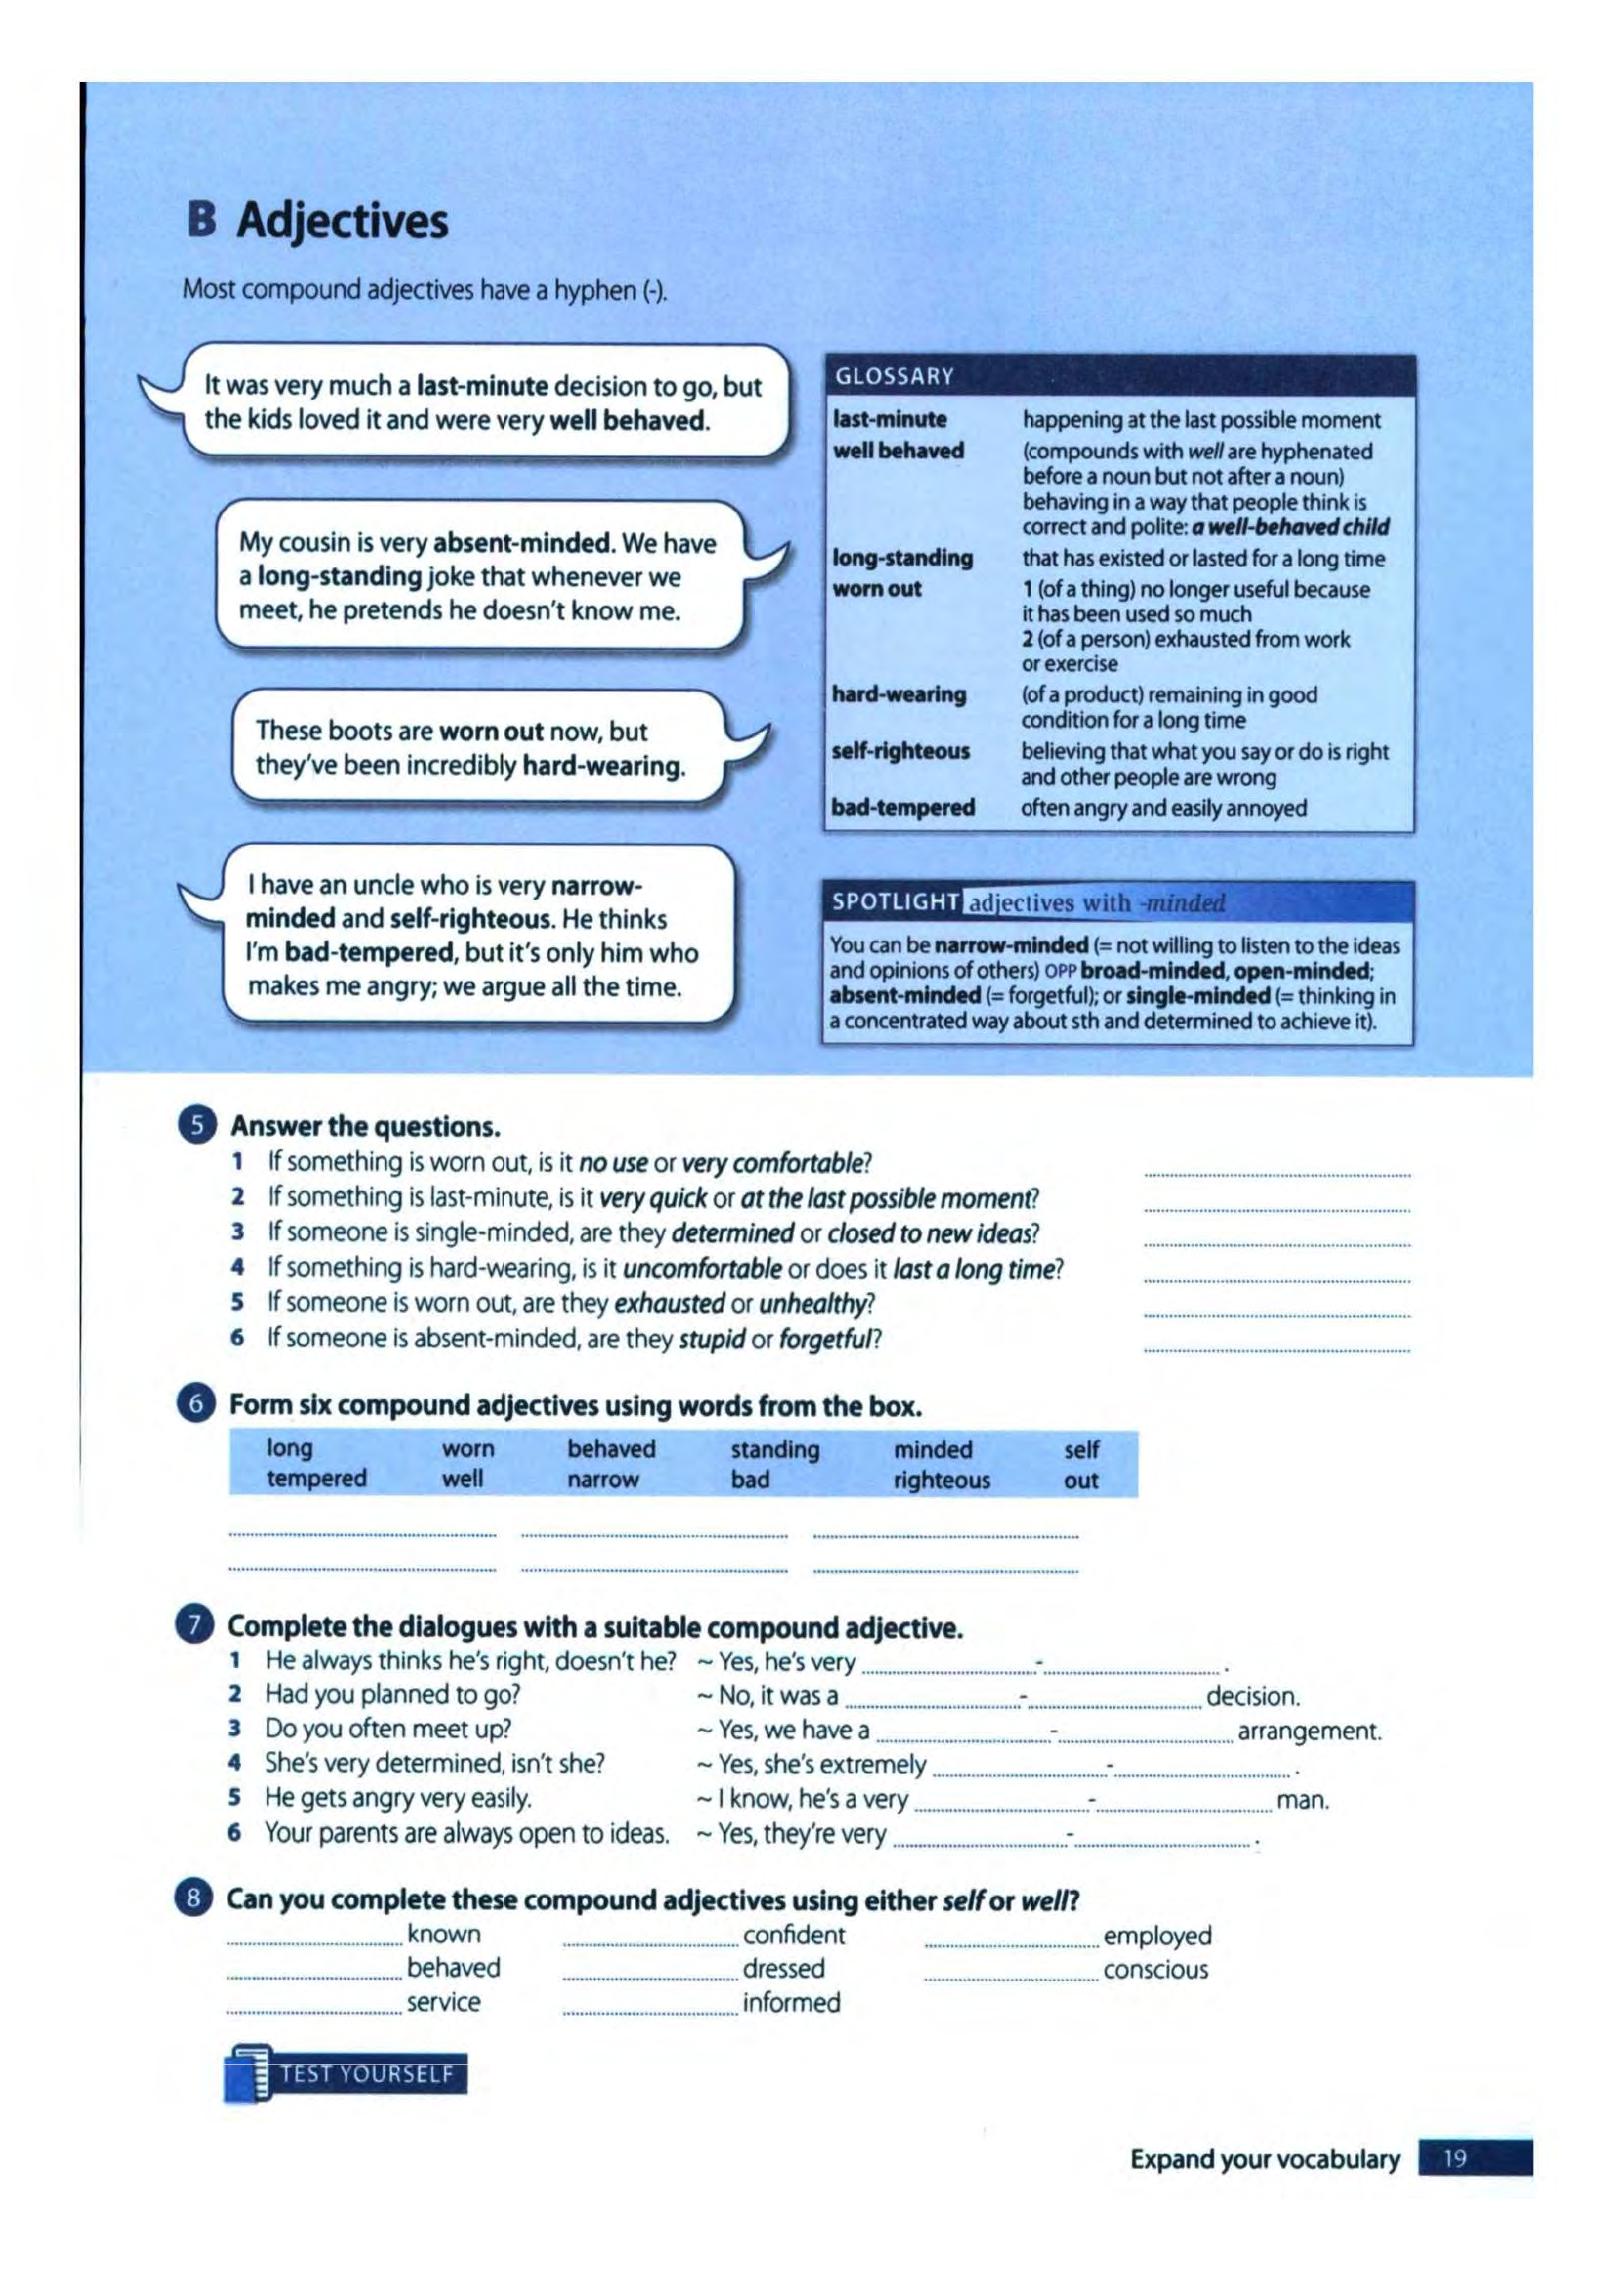 B Adjectives
Most compound adjectives have a hyphen (-).
It was very much a last-minute decision to go, but
the kids loved it and were very well behaved.
My cousin is very absent-minded. We have
a long-standing joke that whenever we
meet, he pretends he doesn't know me.
These boots are worn out now, but
they've been incredibly hard-wearing.
I have an uncle who is very narrow-
minded and self-righteous. He thinks
I'm bad-tempered, but it's only him who
makes me angry; we argue all the time.
GLOSSARY
last-minute happening at the last possible moment
well behaved (compounds with well are hyphenated
before a noun but not after a noun)
behaving in a way that people think is
correct and polite: a well-behaved child
long-standing that has existed or lasted for a long time
worn out 1 (of a thing) no longer useful because
it has been used so much
2 (of a person) exhausted from work
or exercise
hard-wearing (of a product) remaining in good
condition for a long time
self-righteous believing that what you say or do is right
and other people are wrong
bad-tempered often angry and easily annoyed
SPOTLIGHT adjectives with -minded
You can be narrow-minded (= not willing to listen to the ideas
and opinions of others) OPP broad-minded, open-minded;
absent-minded (= forgetful); or single-minded (= thinking in
a concentrated way about sth and determined to achieve it).
5 Answer the questions.
1 If something is worn out, is it no use or very comfortable?
2 If something is last-minute, is it very quick or at the last possible moment?
3 If someone is single-minded, are they determined or closed to new ideas?
4 If something is hard-wearing, is it uncomfortable or does it last a long time?
5 If someone is worn out, are they exhausted or unhealthy?
6 If someone is absent-minded, are they stupid or forgetful?
6 Form six compound adjectives using words from the box.
long worn behaved standing minded self
tempered well narrow bad righteous out
7 Complete the dialogues with a suitable compound adjective.
1 He always thinks he's right, doesn't he? ~ Yes, he's very ............-............ .
2 Had you planned to go? ~ No, it was a ............-............ decision.
3 Do you often meet up? ~ Yes, we have a ............-............ arrangement.
4 She's very determined, isn't she? ~ Yes, she's extremely ............-............ .
5 He gets angry very easily. ~ I know, he's a very ............-............ man.
6 Your parents are always open to ideas. ~ Yes, they're very ............-............ .
8 Can you complete these compound adjectives using either self or well?
............ known ............ confident ............ employed
............ behaved ............ dressed ............ conscious
............ service ............ informed
TEST YOURSELF
Expand your vocabulary 19